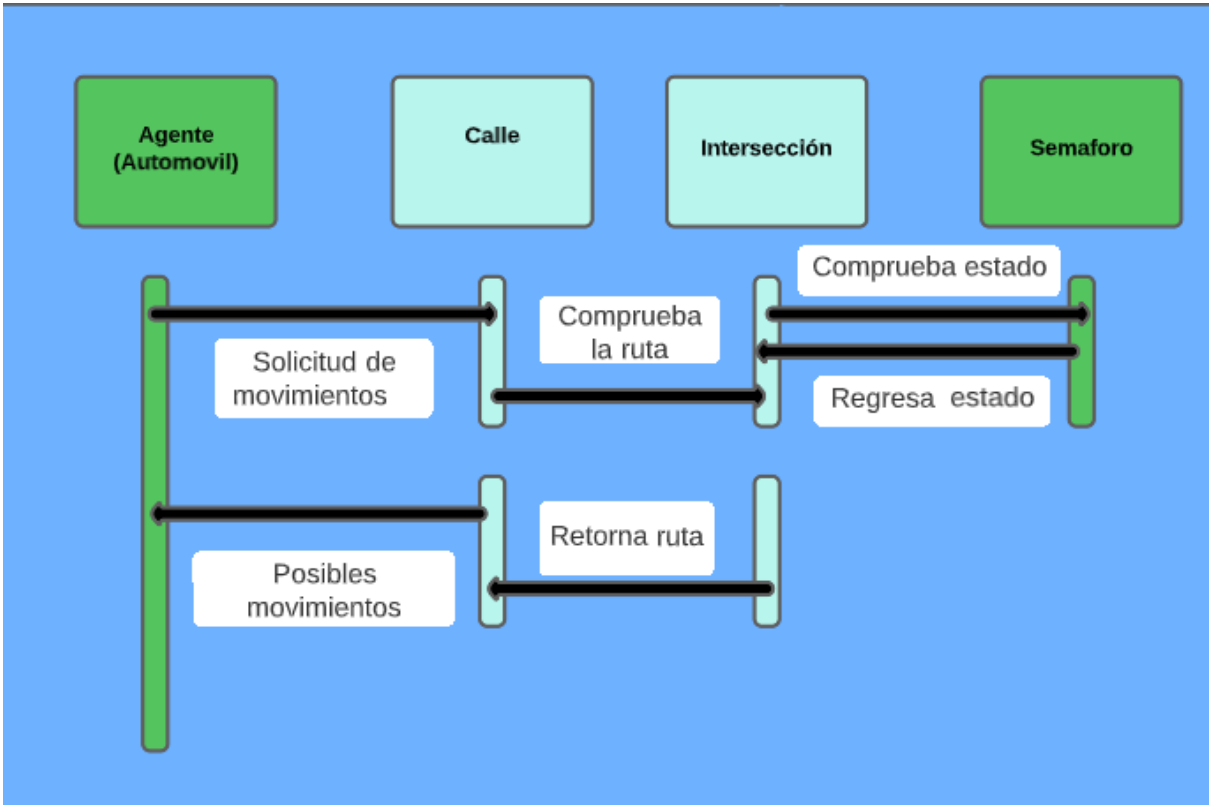 Agente
(Automovil)
Calle
Intersección
Semaforo
Comprueba estado
Comprueba
la ruta
Solicitud de
movimientos
Regresa estado
Retorna ruta
Posibles
movimientos